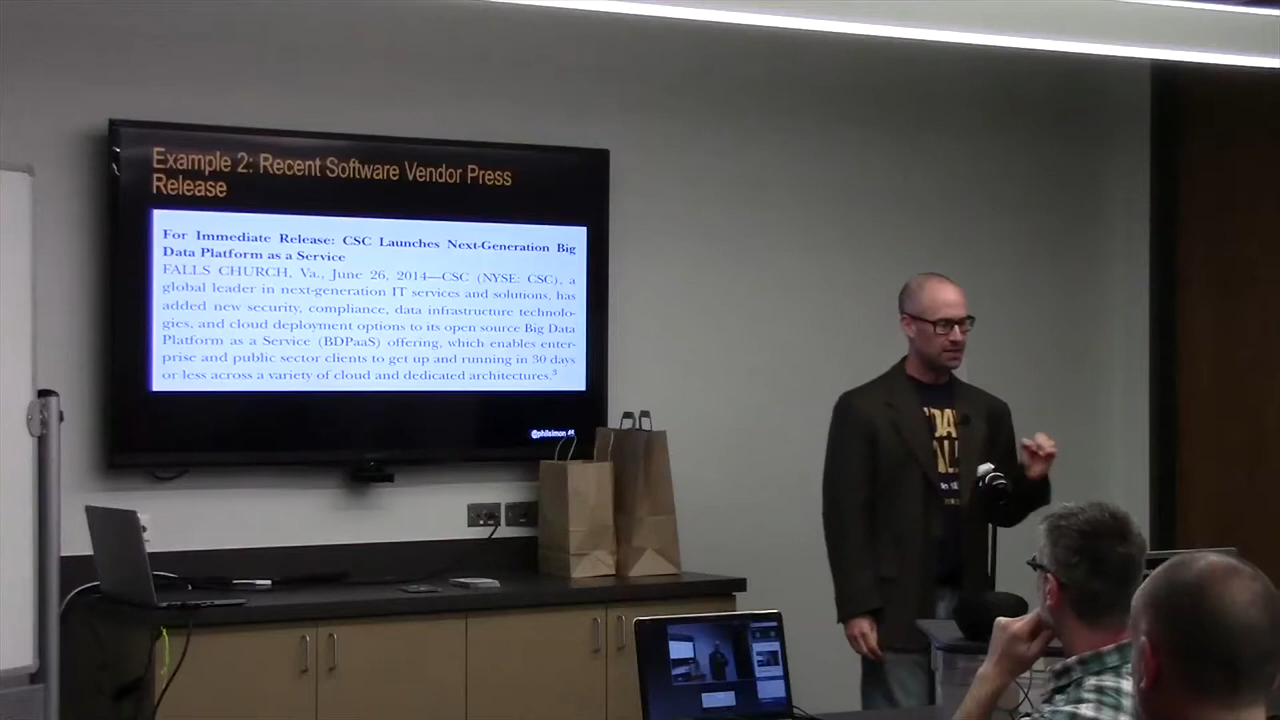 Example 2: Recent Software Vendor Press
Release
For Immediate Release: CSC Launches Next-Generation Big
Data Platform as a Service
FALLS CHURCH, Va., June 26, 2014—CSC (NYSE: CSC), a
global leader in next-generation IT services and solutions, has
added new security, compliance, data infrastructure technolo-
gies, and cloud deployment options to its open source Big Data
Platform as a Service (BDPaaS) offering, which enables enter-
prise and public sector clients to get up and running in 30 days
or less across a variety of cloud and dedicated architectures.3
@philsimon